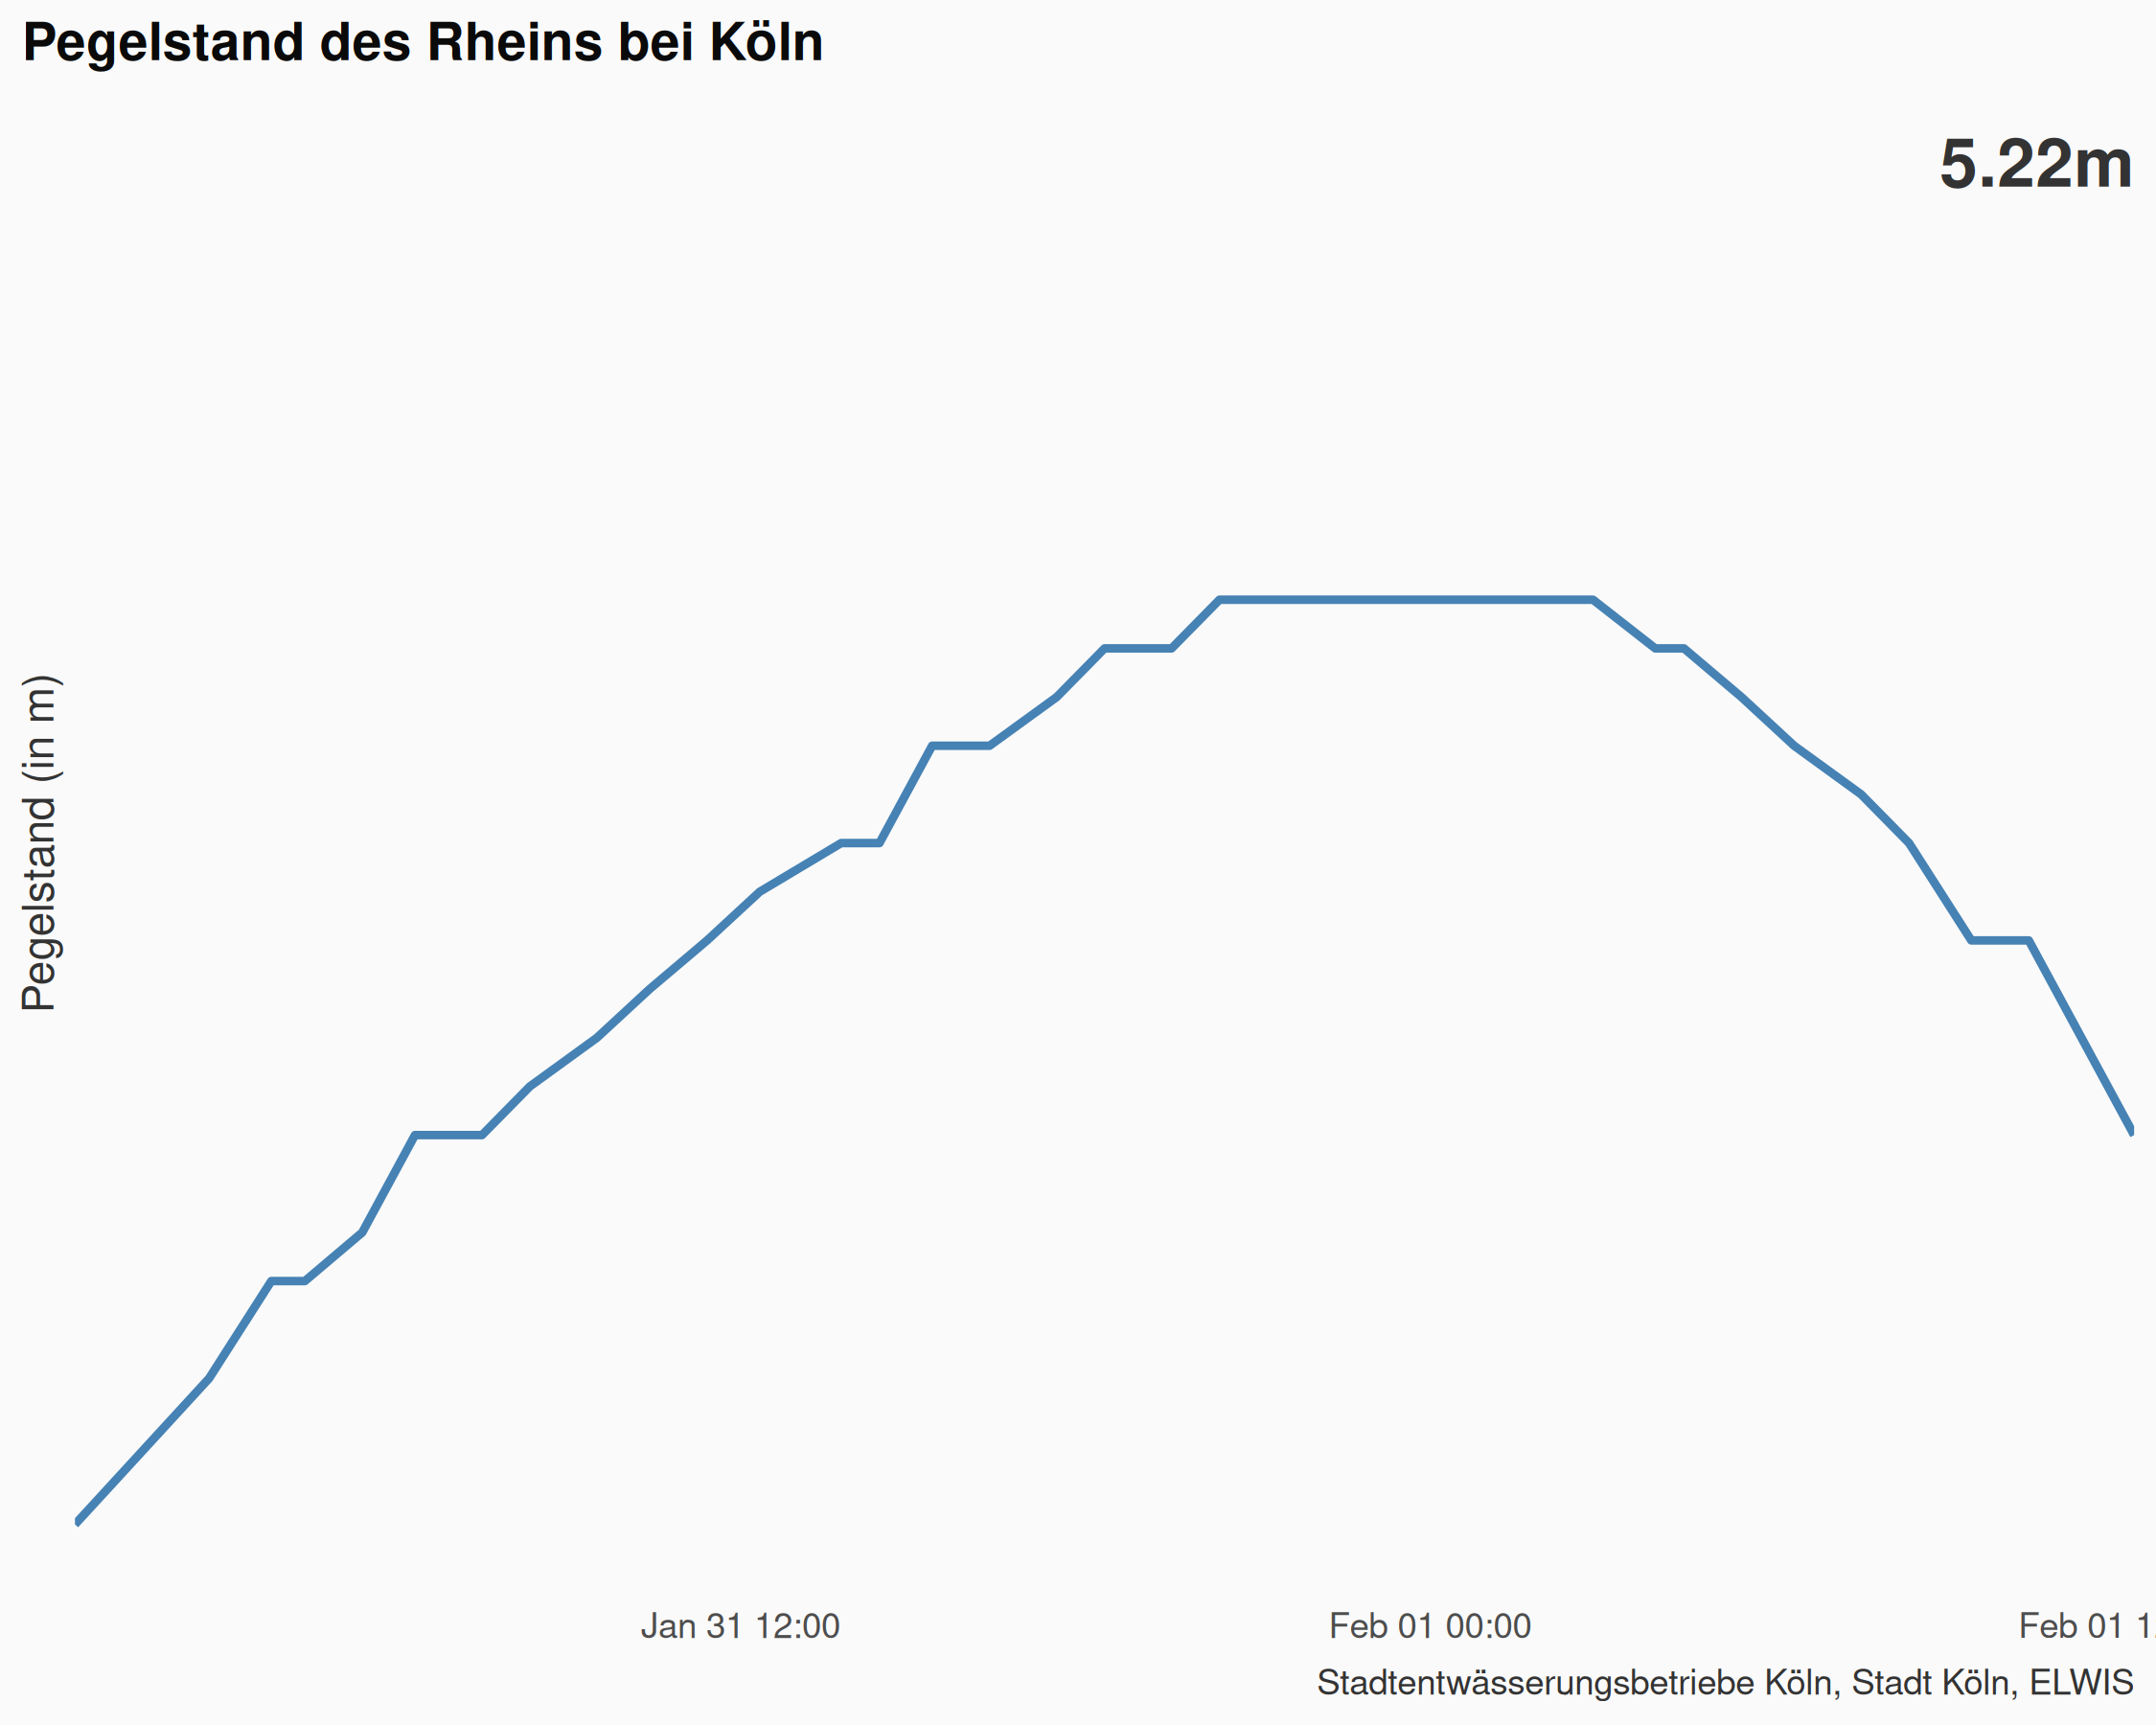 Pegelstand des Rheins bei Köln
5.22m
Pegelstand (in m)
Jan 31 12:00
Feb 01 00:00
Feb 01 1
Stadtentwässerungsbetriebe Köln, Stadt Köln, ELWIS